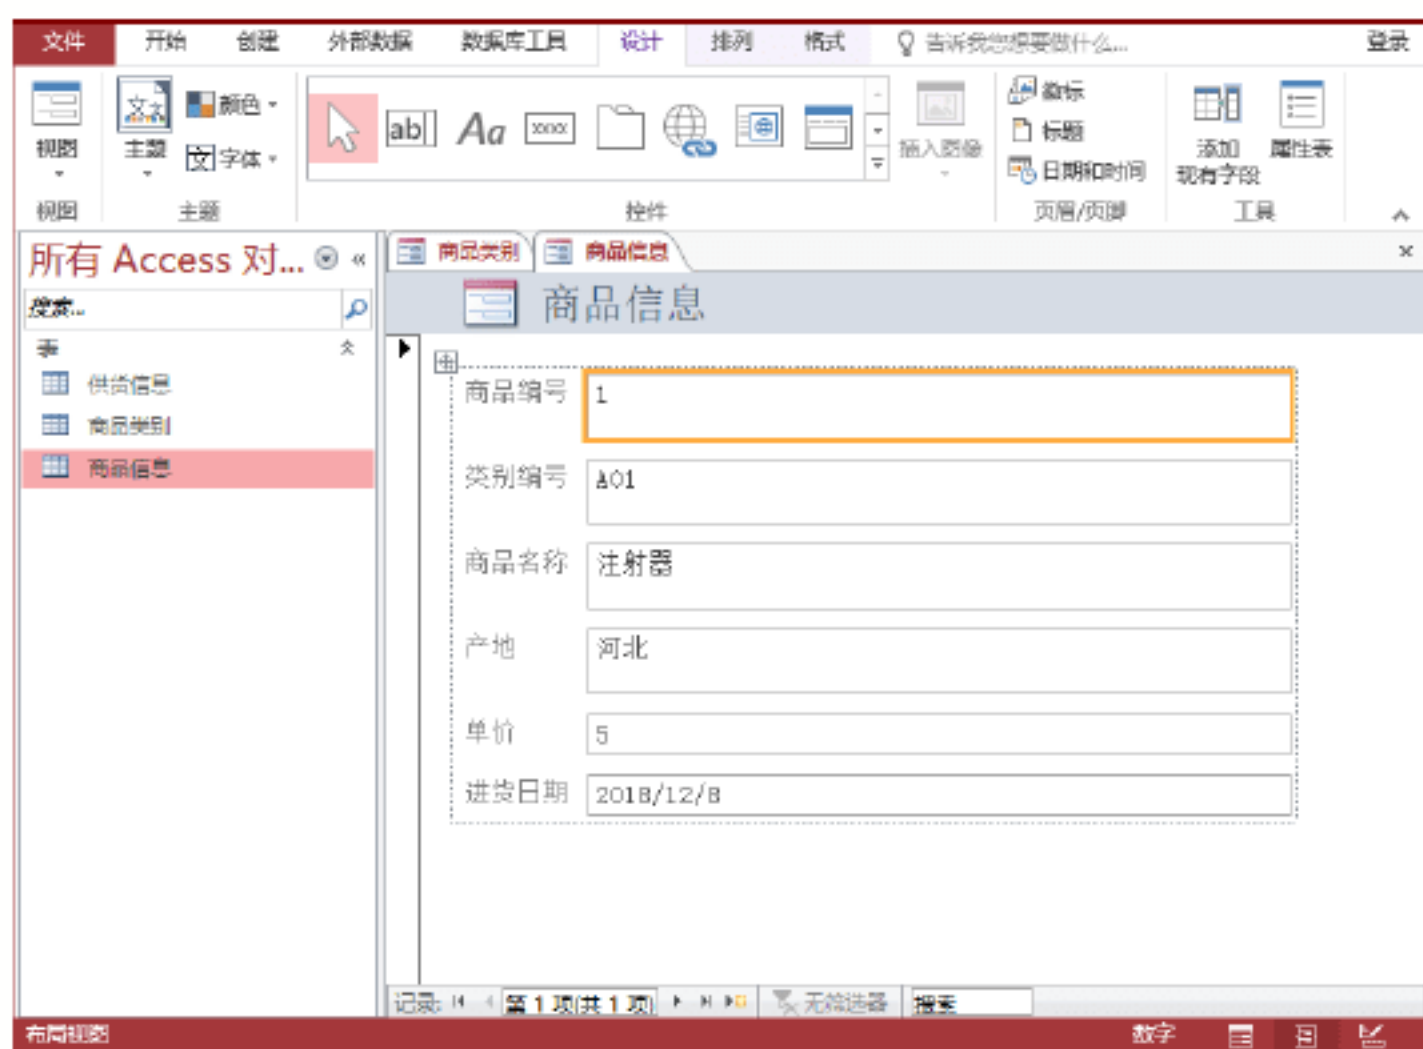 文件 开始 创建 外部数据 数据库工具 设计 排列 格式 告诉我您想要做什么... 登录
视图 主题 颜色 字体 ab Aa xxxx 插入图像 徽标 标题 日期和时间 添加现有字段 属性表
视图 主题 控件 页眉/页脚 工具
所有 Access 对... «
搜索...
表
供货信息
商品类别
商品信息
商品类别 商品信息 ×
商品信息
商品编号 1
类别编号 A01
商品名称 注射器
产地 河北
单价 5
进货日期 2018/12/8
记录: 第 1 项(共 1 项) 无筛选器 搜索
布局视图 数字